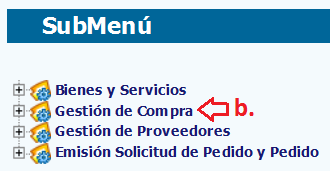 SubMenú
Bienes y Servicios
Gestión de Compra b.
Gestión de Proveedores
Emisión Solicitud de Pedido y Pedido